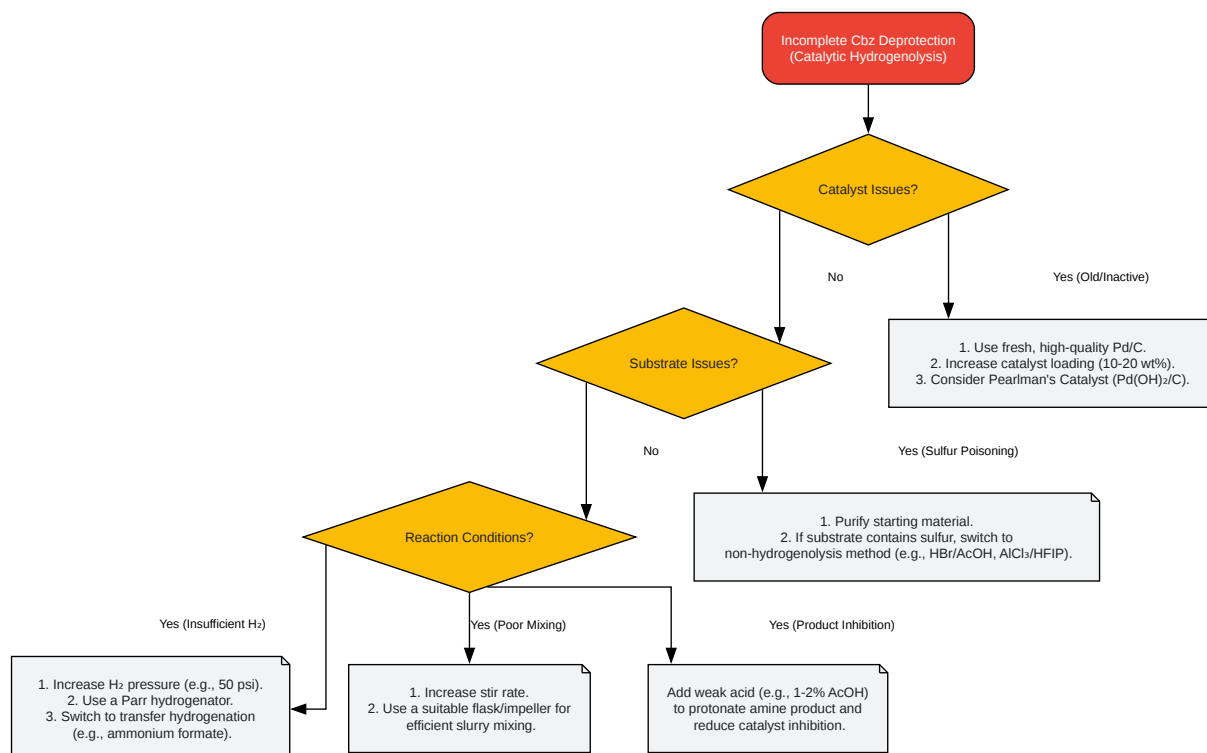 Incomplete Cbz Deprotection
(Catalytic Hydrogenolysis)
Catalyst Issues?
No
Yes (Old/Inactive)
1. Use fresh, high-quality Pd/C.
2. Increase catalyst loading (10-20 wt%).
3. Consider Pearlman's Catalyst (Pd(OH)₂/C).
Substrate Issues?
No
Yes (Sulfur Poisoning)
1. Purify starting material.
2. If substrate contains sulfur, switch to
non-hydrogenolysis method (e.g., HBr/AcOH, AlCl₃/HFIP).
Reaction Conditions?
Yes (Insufficient H₂)
Yes (Poor Mixing)
Yes (Product Inhibition)
1. Increase H₂ pressure (e.g., 50 psi).
2. Use a Parr hydrogenator.
3. Switch to transfer hydrogenation
(e.g., ammonium formate).
1. Increase stir rate.
2. Use a suitable flask/impeller for
efficient slurry mixing.
Add weak acid (e.g., 1-2% AcOH)
to protonate amine product and
reduce catalyst inhibition.